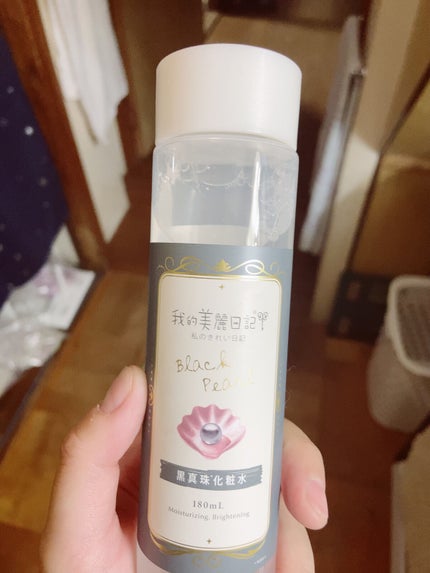 我的美麗日記
私のきれい日記
Black
Pearl
黒真珠化粧水
180mL
Moisturizing, Brightening